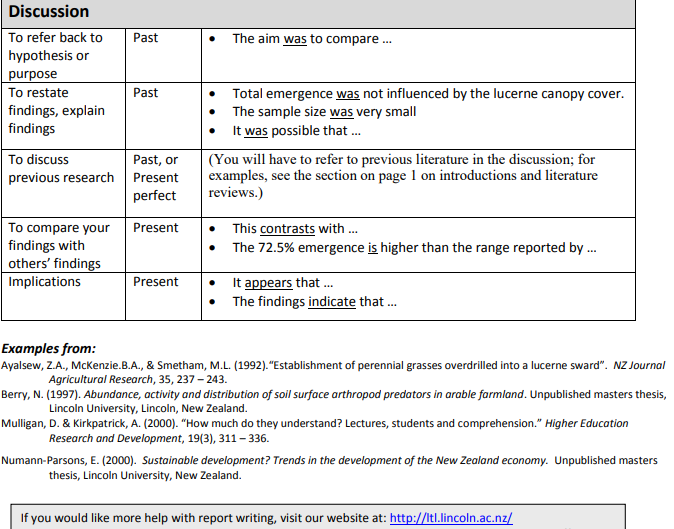 Discussion
To refer back to
hypothesis or
purpose
Past
• The aim was to compare …
To restate
findings, explain
findings
Past
• Total emergence was not influenced by the lucerne canopy cover.
• The sample size was very small
• It was possible that …
To discuss
previous research
Past, or
Present
perfect
(You will have to refer to previous literature in the discussion; for
examples, see the section on page 1 on introductions and literature
reviews.)
To compare your
findings with
others’ findings
Present
• This contrasts with …
• The 72.5% emergence is higher than the range reported by …
Implications
Present
• It appears that …
• The findings indicate that …
Examples from:
Ayalsew, Z.A., McKenzie.B.A., & Smetham, M.L. (1992).“Establishment of perennial grasses overdrilled into a lucerne sward”. NZ Journal
Agricultural Research, 35, 237 – 243.
Berry, N. (1997). Abundance, activity and distribution of soil surface arthropod predators in arable farmland. Unpublished masters thesis,
Lincoln University, Lincoln, New Zealand.
Mulligan, D. & Kirkpatrick, A. (2000). “How much do they understand? Lectures, students and comprehension.” Higher Education
Research and Development, 19(3), 311 – 336.
Numann-Parsons, E. (2000). Sustainable development? Trends in the development of the New Zealand economy. Unpublished masters
thesis, Lincoln University, New Zealand.
If you would like more help with report writing, visit our website at: http://ltl.lincoln.ac.nz/